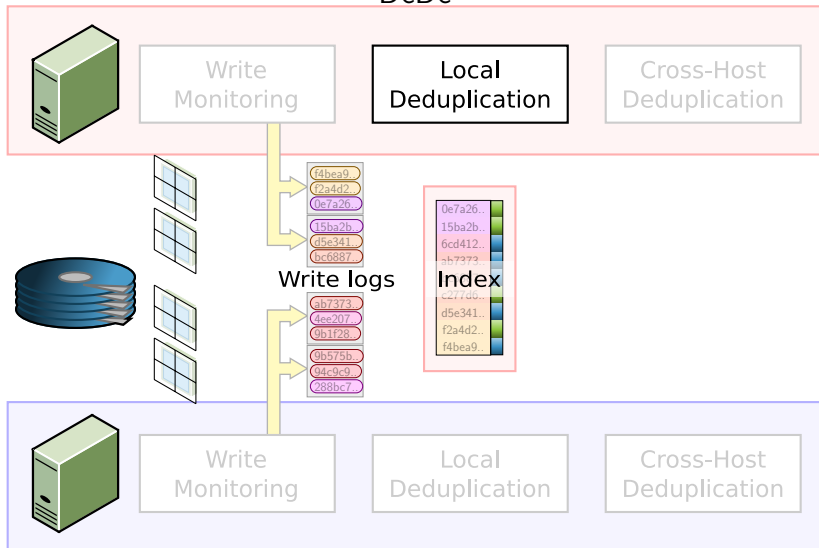 DeDe
Write
Monitoring
Local
Deduplication
Cross-Host
Deduplication
f4bea9..
f2a4d2..
0e7a26..
15ba2b..
d5e341..
bc6887..
Write logs
ab7373..
4ee207..
9b1f28..
9b575b..
94c9c9..
288bc7..
0e7a26..
15ba2b..
6cd412..
ab7373..
Index
c277d6..
d5e341..
f2a4d2..
f4bea9..
Write
Monitoring
Local
Deduplication
Cross-Host
Deduplication